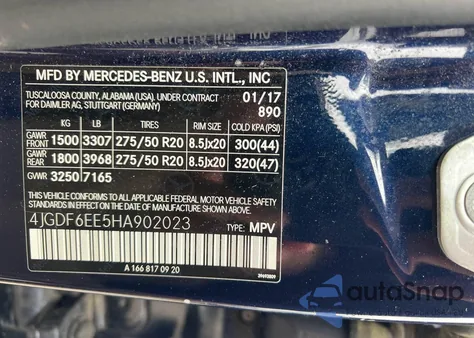 MFD BY MERCEDES-BENZ U.S. INTL., INC
TUSCALOOSA COUNTY, ALABAMA (USA). UNDER CONTRACT 01/17
FOR DAIMLER AG, STUTTGART (GERMANY) 890
KG LB TIRES RIM SIZE COLD KPA(PSI)
GAWR FRONT 1500 3307 275/50 R20 8.5Jx20 300(44)
GAWR REAR 1800 3968 275/50 R20 8.5Jx20 320(47)
GVWR 3250 7165
THIS VEHICLE CONFORMS TO ALL APPLICABLE U.S. FEDERAL MOTOR VEHICLE SAFETY STANDARDS IN EFFECT ON THE DATE OF MANUFACTURE SHOWN ABOVE.
4JGDF6EE5HA902023 TYPE: MPV
A 166 817 09 20
autoSnap